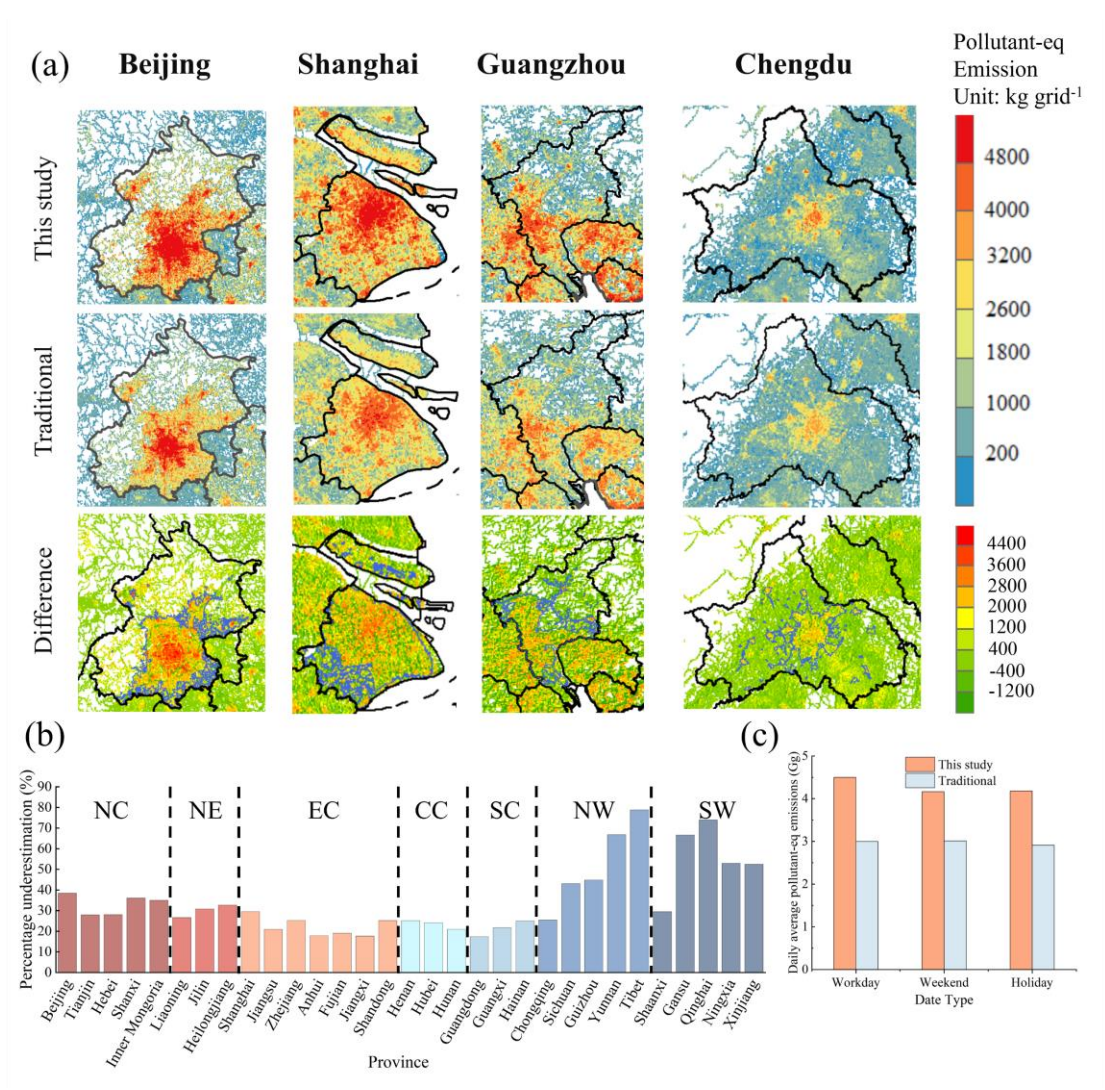 (a)
Beijing
Shanghai
Guangzhou
Chengdu
Pollutant-eq
Emission
Unit: kg grid-1
This study
4800
4000
3200
2600
1800
1000
200
Traditional
Difference
4400
3600
2800
2000
1200
400
-400
-1200
(b)
Percentage underestimation (%)
90
80
70
60
50
40
30
20
10
0
NC
NE
EC
CC
SC
NW
SW
Beijing
Tianjin
Hebei
Shanxi
Inner Mongoria
Liaoning
Jilin
Heilongjiang
Shanghai
Jiangsu
Zhejiang
Anhui
Fujian
Jiangxi
Shandong
Henan
Hubei
Hunan
Guangdong
Guangxi
Hainan
Chongqing
Sichuan
Guizhou
Yunnan
Tibet
Shaanxi
Gansu
Qinghai
Ningxia
Xinjiang
Province
(c)
Daily average pollutant-eq emissions (Gg)
5
4
3
2
1
0
This study
Traditional
Workday
Weekend
Holiday
Date Type